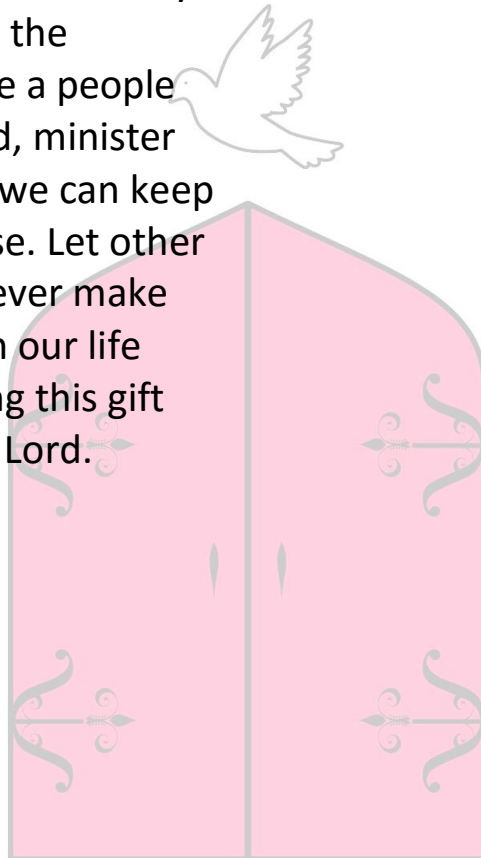 the
e a people
d, minister
we can keep
se. Let other
ever make
n our life
ng this gift
Lord.